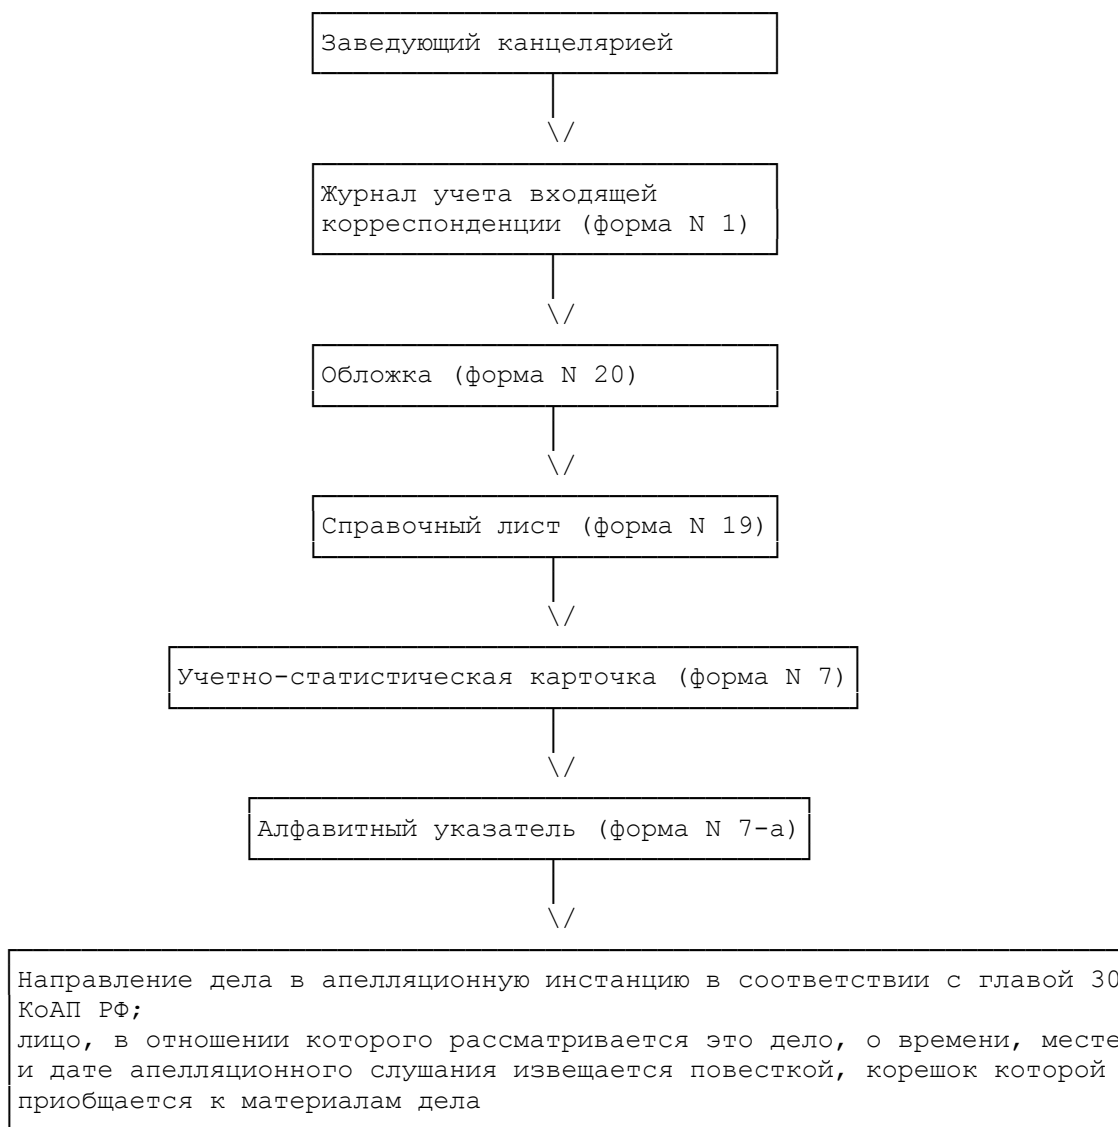 Заведующий канцелярией
Журнал учета входящей
корреспонденции (форма N 1)
Обложка (форма N 20)
Справочный лист (форма N 19)
Учетно-статистическая карточка (форма N 7)
Алфавитный указатель (форма N 7-а)
Направление дела в апелляционную инстанцию в соответствии с главой 30
КоАП РФ;
лицо, в отношении которого рассматривается это дело, о времени, месте
и дате апелляционного слушания извещается повесткой, корешок которой
приобщается к материалам дела